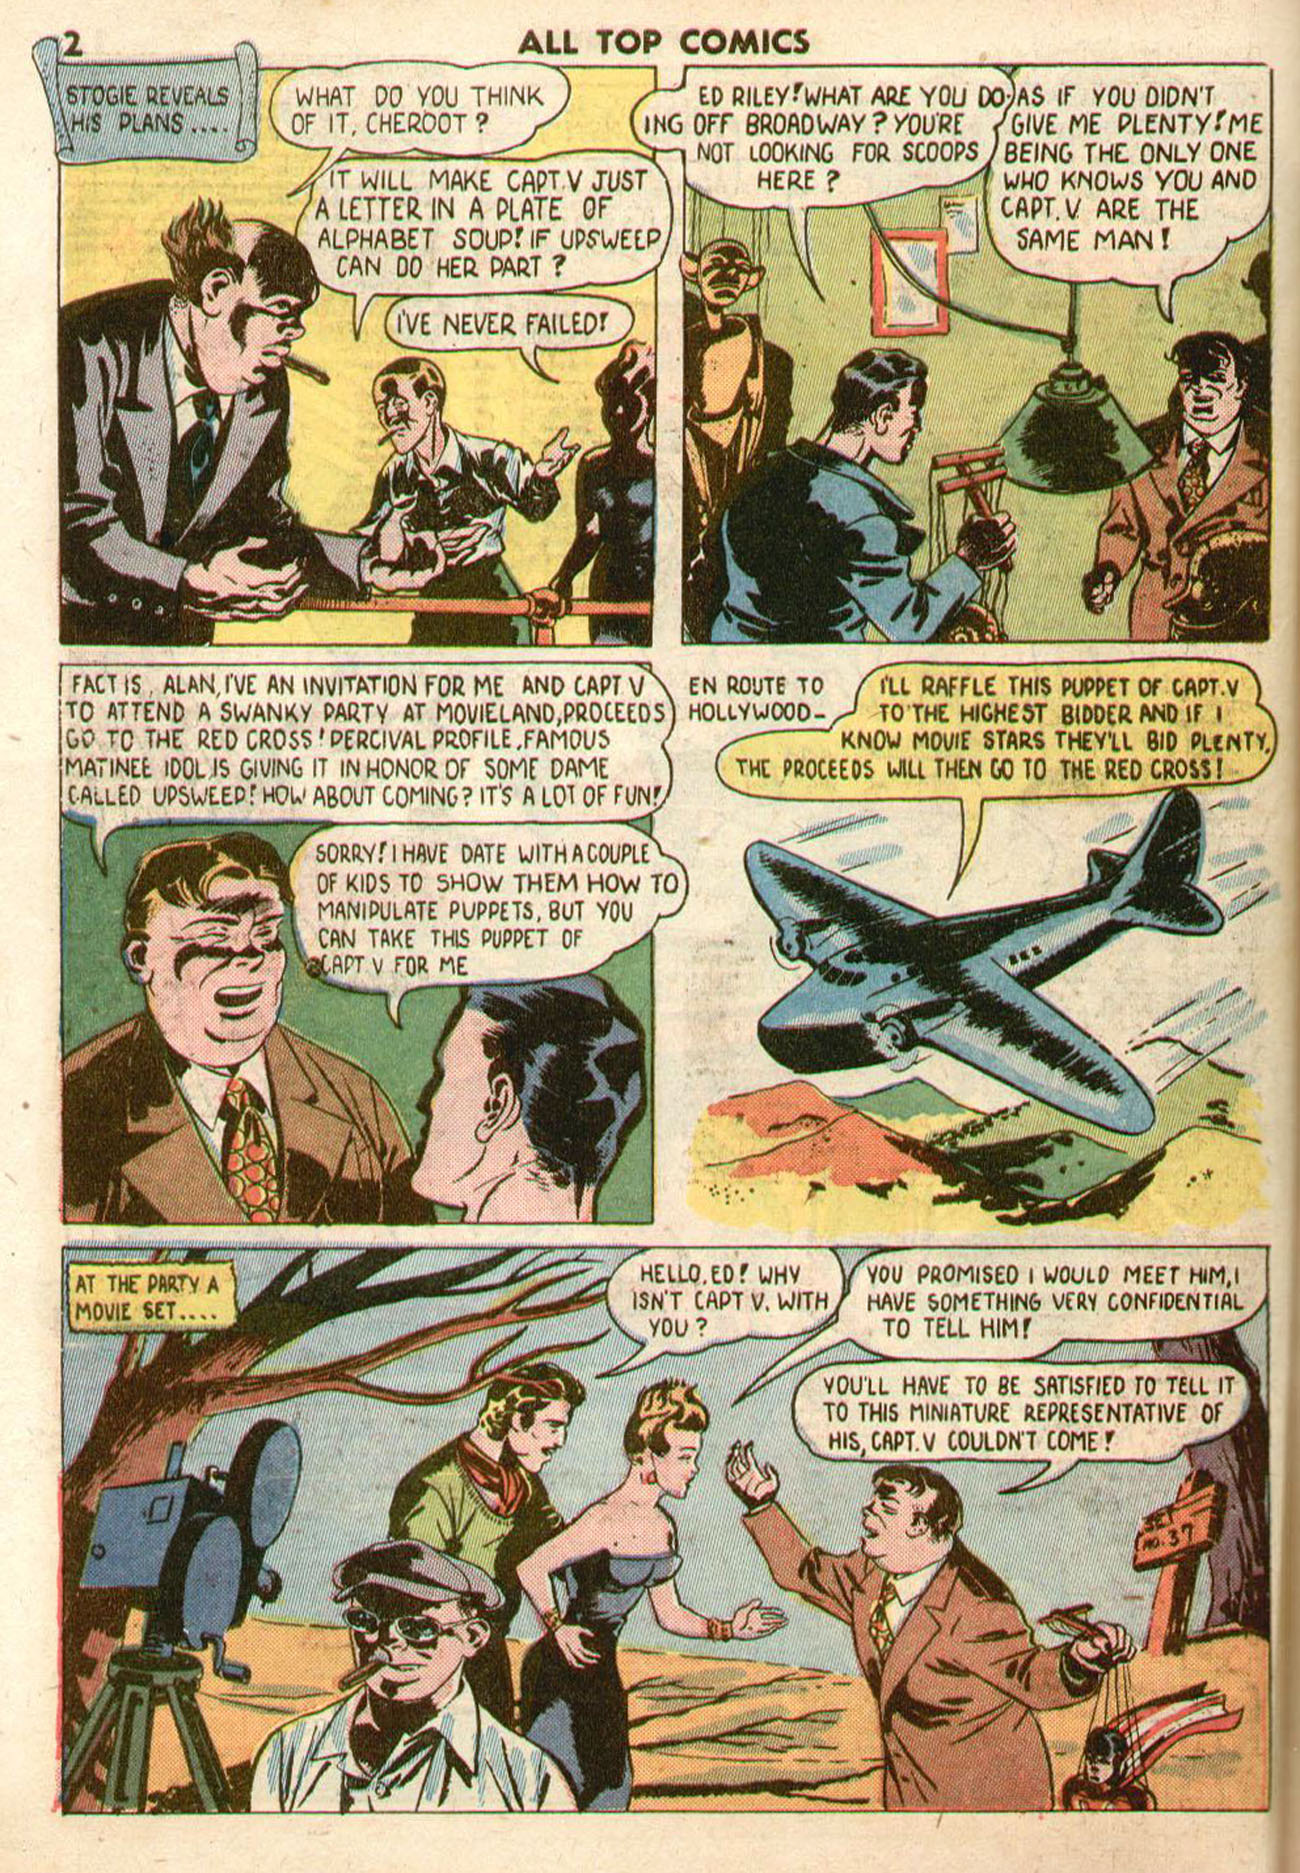 2
ALL TOP COMICS
STOGIE REVEALS
HIS PLANS....
WHAT DO YOU THINK
OF IT, CHEROOT?
IT WILL MAKE CAPT.V JUST
A LETTER IN A PLATE OF
ALPHABET SOUP! IF UPSWEEP
CAN DO HER PART?
I'VE NEVER FAILED!
ED RILEY! WHAT ARE YOU DO-
ING OFF BROADWAY? YOU'RE
NOT LOOKING FOR SCOOPS
HERE?
AS IF YOU DIDN'T
GIVE ME PLENTY! ME
BEING THE ONLY ONE
WHO KNOWS YOU AND
CAPT. V. ARE THE
SAME MAN!
FACT IS, ALAN, I'VE AN INVITATION FOR ME AND CAPT V
TO ATTEND A SWANKY PARTY AT MOVIELAND, PROCEEDS
GO TO THE RED CROSS! PERCIVAL PROFILE, FAMOUS
MATINEE IDOL IS GIVING IT IN HONOR OF SOME DAME
CALLED UPSWEEP! HOW ABOUT COMING? IT'S A LOT OF FUN!
SORRY! I HAVE DATE WITH A COUPLE
OF KIDS TO SHOW THEM HOW TO
MANIPULATE PUPPETS, BUT YOU
CAN TAKE THIS PUPPET OF
CAPT V FOR ME
EN ROUTE TO
HOLLYWOOD—
I'LL RAFFLE THIS PUPPET OF CAPT.V
TO THE HIGHEST BIDDER AND IF I
KNOW MOVIE STARS THEY'LL BID PLENTY.
THE PROCEEDS WILL THEN GO TO THE RED CROSS!
AT THE PARTY A
MOVIE SET....
HELLO, ED! WHY
ISN'T CAPT V. WITH
YOU?
YOU PROMISED I WOULD MEET HIM, I
HAVE SOMETHING VERY CONFIDENTIAL
TO TELL HIM!
YOU'LL HAVE TO BE SATISFIED TO TELL IT
TO THIS MINIATURE REPRESENTATIVE OF
HIS, CAPT. V COULDN'T COME!
SET
NO. 37